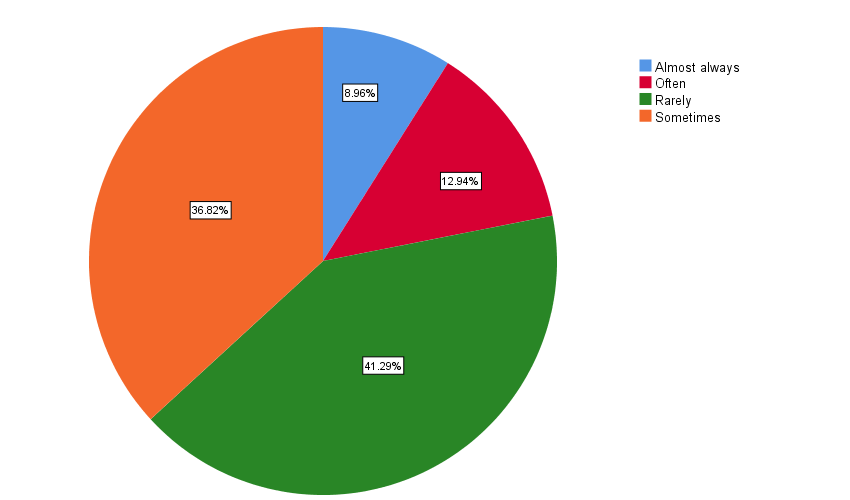 Almost always
Often
Rarely
Sometimes
8.96%
12.94%
36.82%
41.29%